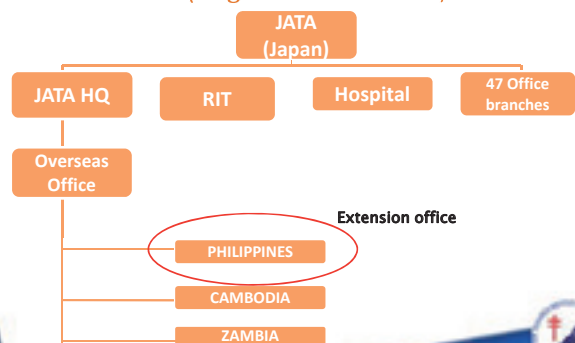 JATA
(Japan)
JATA HQ
RIT
Hospital
47 Office
branches
Overseas
Office
Extension office
PHILIPPINES
CAMBODIA
ZAMBIA